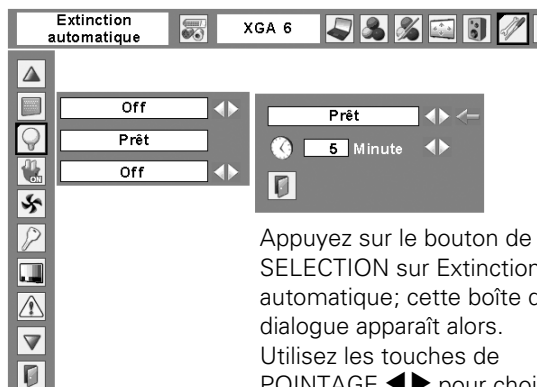 Extinction
automatique
XGA 6
Off
Prêt
Off
ON
Prêt
5 Minute
Appuyez sur le bouton de
SELECTION sur Extinction
automatique; cette boîte
dialogue apparaît alors.
Utilisez les touches de
POINTAGE ◀▶ pour